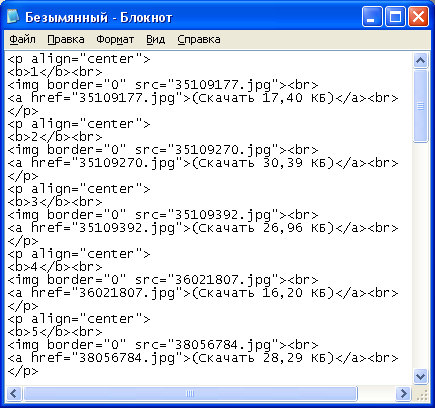 Безымянный - Блокнот
Файл Правка Формат Вид Справка
<p align="center">
<b>1</b><br>
<img border="0" src="35109177.jpg"><br>
<a href="35109177.jpg">(Скачать 17,40 КБ)</a><br>
</p>
<p align="center">
<b>2</b><br>
<img border="0" src="35109270.jpg"><br>
<a href="35109270.jpg">(Скачать 30,39 КБ)</a><br>
</p>
<p align="center">
<b>3</b><br>
<img border="0" src="35109392.jpg"><br>
<a href="35109392.jpg">(Скачать 26,96 КБ)</a><br>
</p>
<p align="center">
<b>4</b><br>
<img border="0" src="36021807.jpg"><br>
<a href="36021807.jpg">(Скачать 16,20 КБ)</a><br>
</p>
<p align="center">
<b>5</b><br>
<img border="0" src="38056784.jpg"><br>
<a href="38056784.jpg">(Скачать 28,29 КБ)</a><br>
</p>